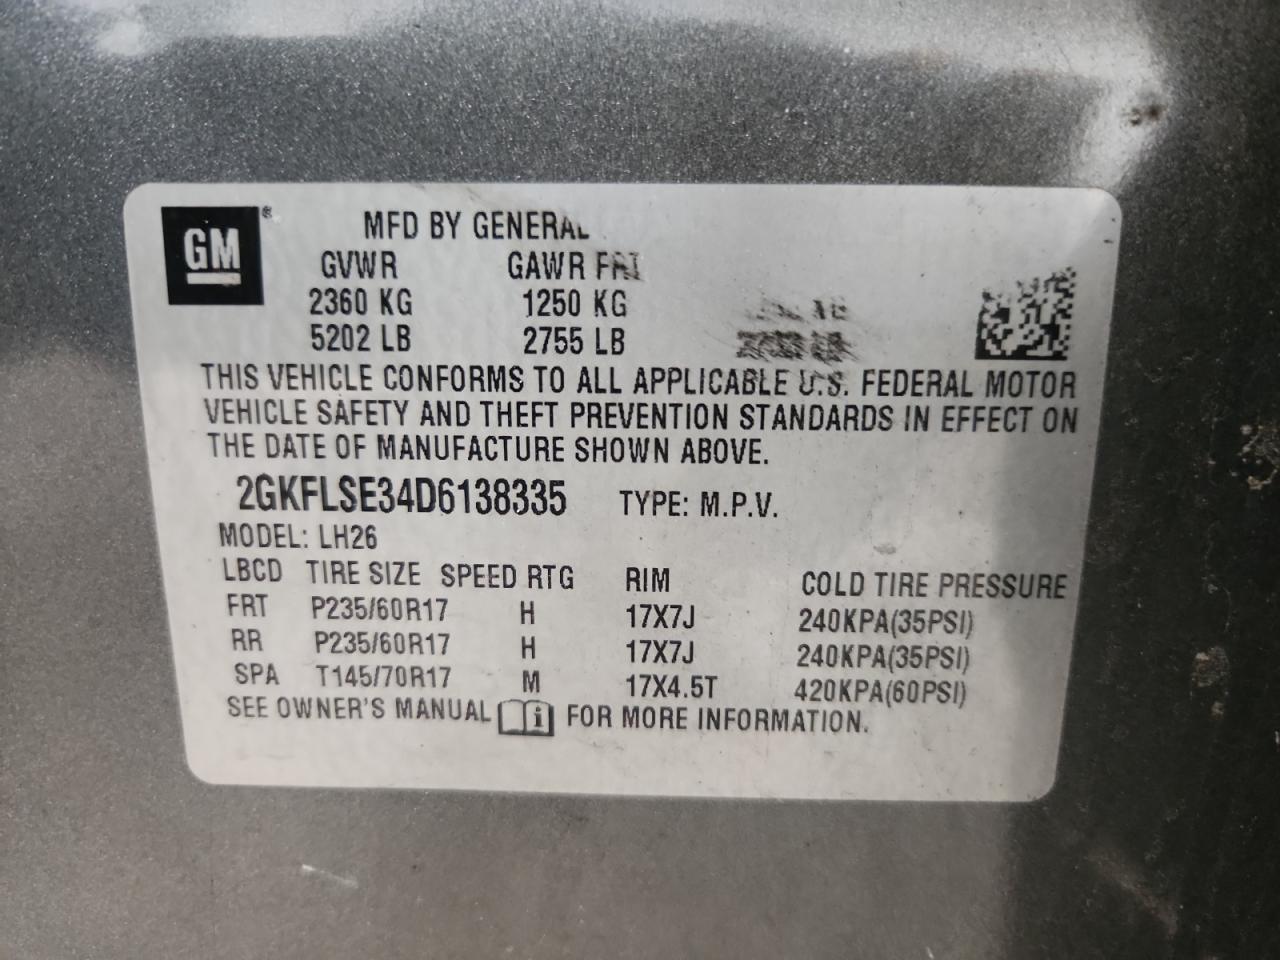 GM ®
MFD BY GENERAL
GVWR GAWR FRT
2360 KG 1250 KG
5202 LB 2755 LB
THIS VEHICLE CONFORMS TO ALL APPLICABLE U.S. FEDERAL MOTOR
VEHICLE SAFETY AND THEFT PREVENTION STANDARDS IN EFFECT ON
THE DATE OF MANUFACTURE SHOWN ABOVE.
2GKFLSE34D6138335 TYPE: M.P.V.
MODEL: LH26
LBCD TIRE SIZE SPEED RTG RIM COLD TIRE PRESSURE
FRT P235/60R17 H 17X7J 240KPA(35PSI)
RR P235/60R17 H 17X7J 240KPA(35PSI)
SPA T145/70R17 M 17X4.5T 420KPA(60PSI)
SEE OWNER'S MANUAL FOR MORE INFORMATION.